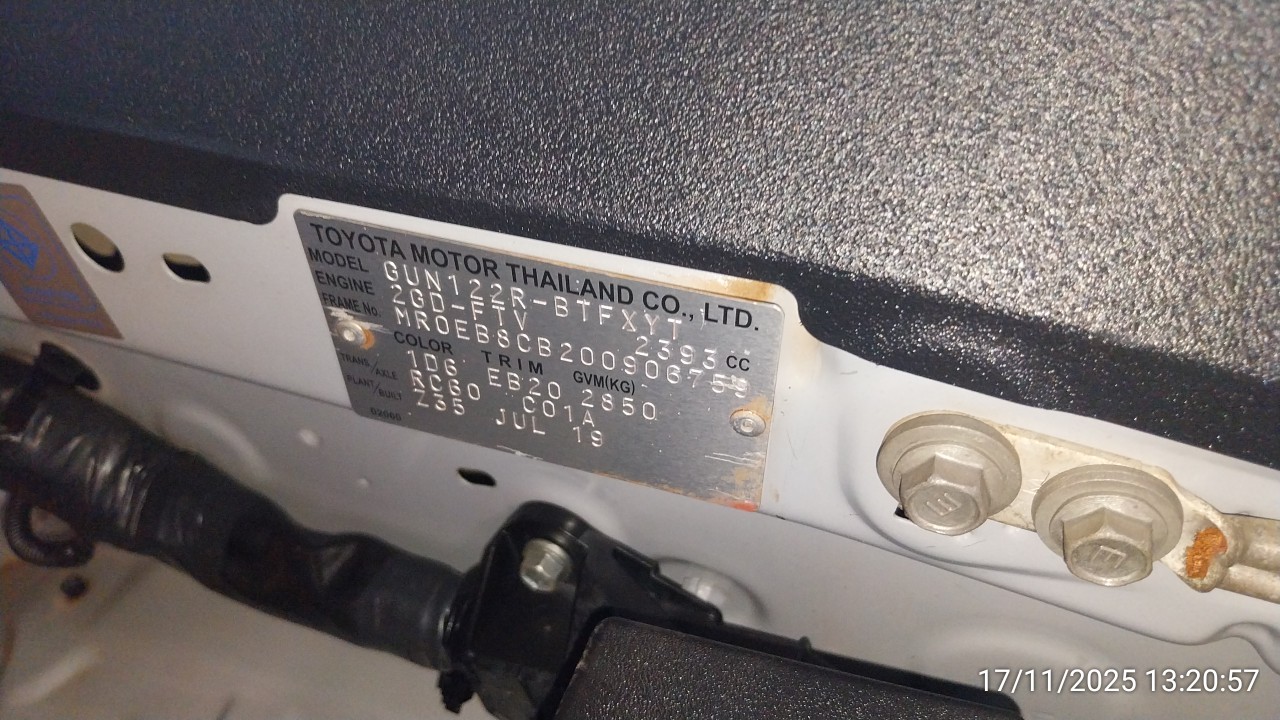 TOYOTA MOTOR THAILAND CO., LTD.
MODEL GUN122R-BTFXYT
ENGINE 2GD-FTV 2393 CC
FRAME No. MR0EB8CB200906759
COLOR TRIM GVM(KG)
1D6 EB20 2850
TRANS/AXLE RC60 C01A
PLANT/BUILT Z35 JUL 19
02060
17/11/2025 13:20:57